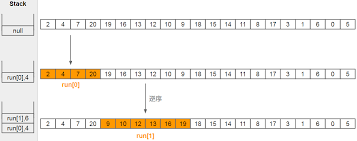 Stack
null
2 4 7 20 19 16 13 12 10 9 18 15 14 11 8 17 3 1 6 0 5
run[0],4
2 4 7 20 19 16 13 12 10 9 18 15 14 11 8 17 3 1 6 0 5
run[0]
逆序
run[1],6
run[0],4
2 4 7 20 9 10 12 13 16 19 18 15 14 11 8 17 3 1 6 0 5
run[1]